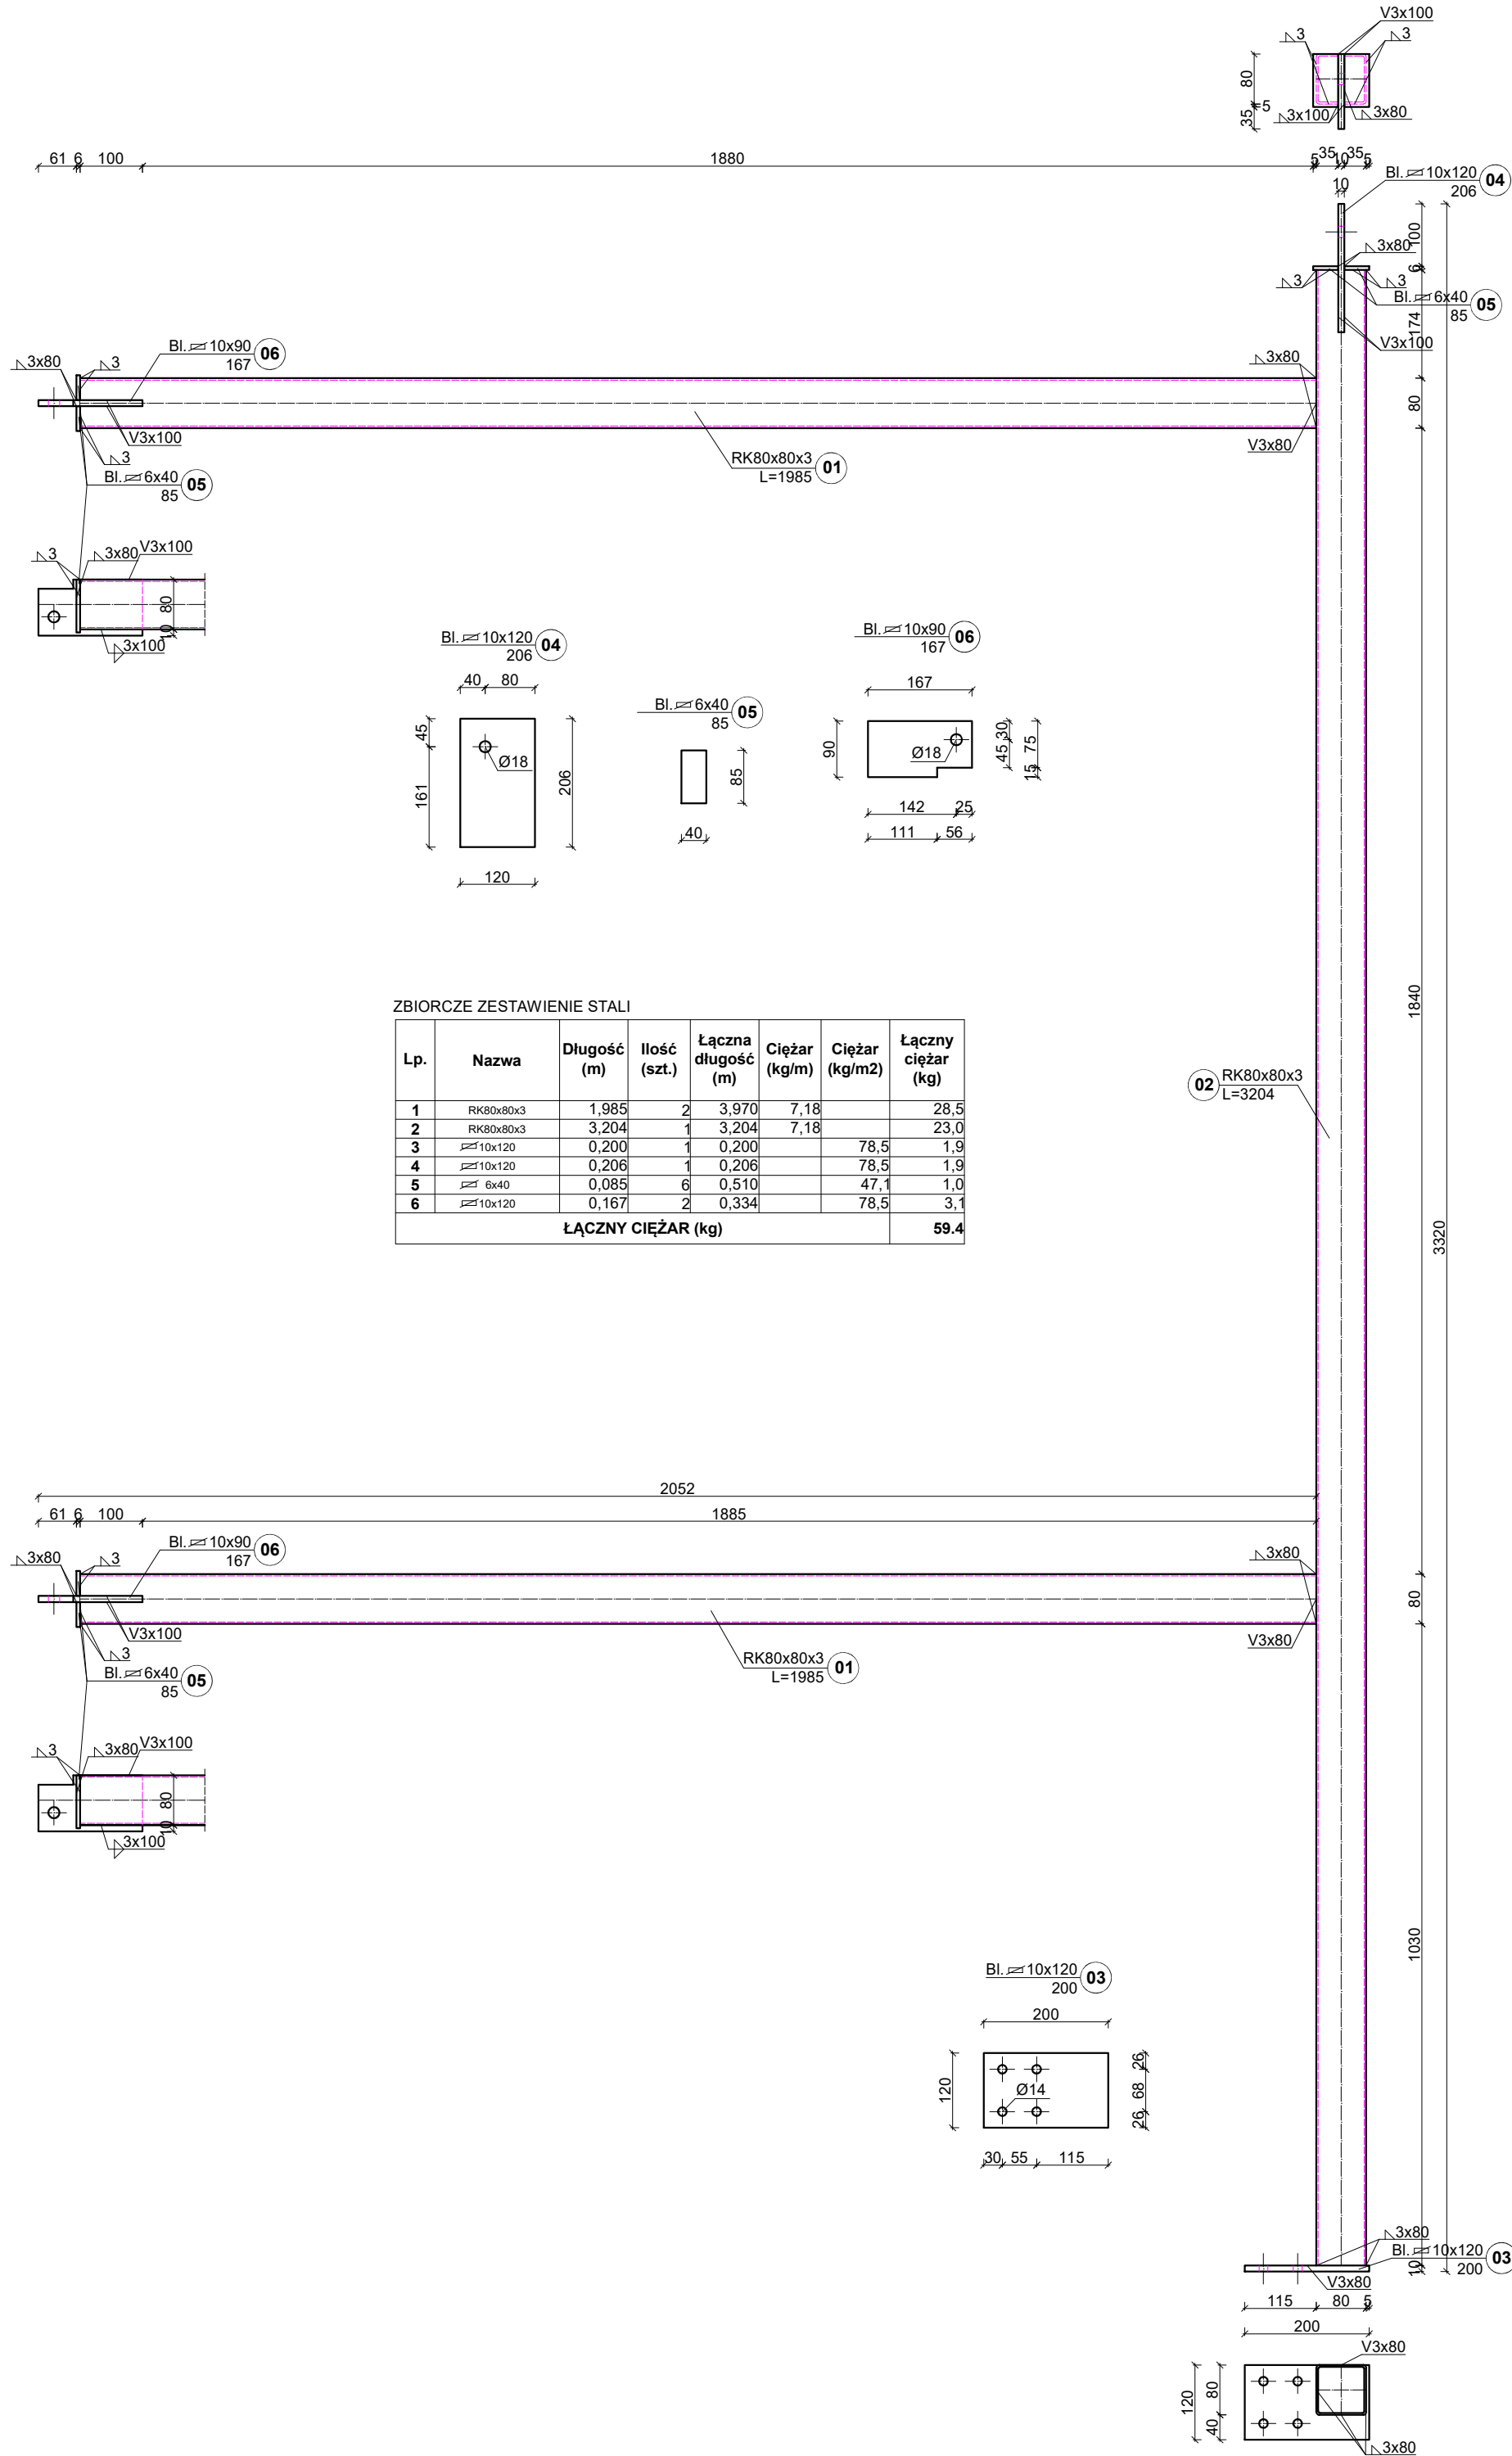 V3x100
3
3
80
5
35
3x100
3x80
61 6 100
1880
5 35 10 35 5
10
Bl. 10x120
206
04
100
3x80
6
3
3
Bl. 6x40
85
05
174
V3x100
Bl. 10x90
167
06
3x80
3
3x80
80
V3x100
3
V3x80
RK80x80x3
L=1985
01
Bl. 6x40
85
05
3
3x80
V3x100
80
10
3x100
Bl. 10x120
206
04
40 80
45
Ø18
161
206
120
Bl. 6x40
85
05
85
40
Bl. 10x90
167
06
167
90
Ø18
30
45
75
15
142 25
111 56
1840
ZBIORCZE ZESTAWIENIE STALI
Lp. Nazwa Długość (m) Ilość (szt.) Łączna długość (m) Ciężar (kg/m) Ciężar (kg/m2) Łączny ciężar (kg)
1 RK80x80x3 1,985 2 3,970 7,18 28,5
2 RK80x80x3 3,204 1 3,204 7,18 23,0
3 10x120 0,200 1 0,200 78,5 1,9
4 10x120 0,206 1 0,206 78,5 1,9
5 6x40 0,085 6 0,510 47,1 1,0
6 10x120 0,167 2 0,334 78,5 3,1
ŁĄCZNY CIĘŻAR (kg) 59.4
02
RK80x80x3
L=3204
3320
2052
61 6 100
1885
Bl. 10x90
167
06
3x80
3
3x80
80
V3x100
3
V3x80
RK80x80x3
L=1985
01
Bl. 6x40
85
05
3
3x80
V3x100
80
10
3x100
1030
Bl. 10x120
200
03
200
120
Ø14
26
68
26
30 55 115
3x80
Bl. 10x120
200
03
10
V3x80
115 80 5
200
V3x80
120
80
40
3x80